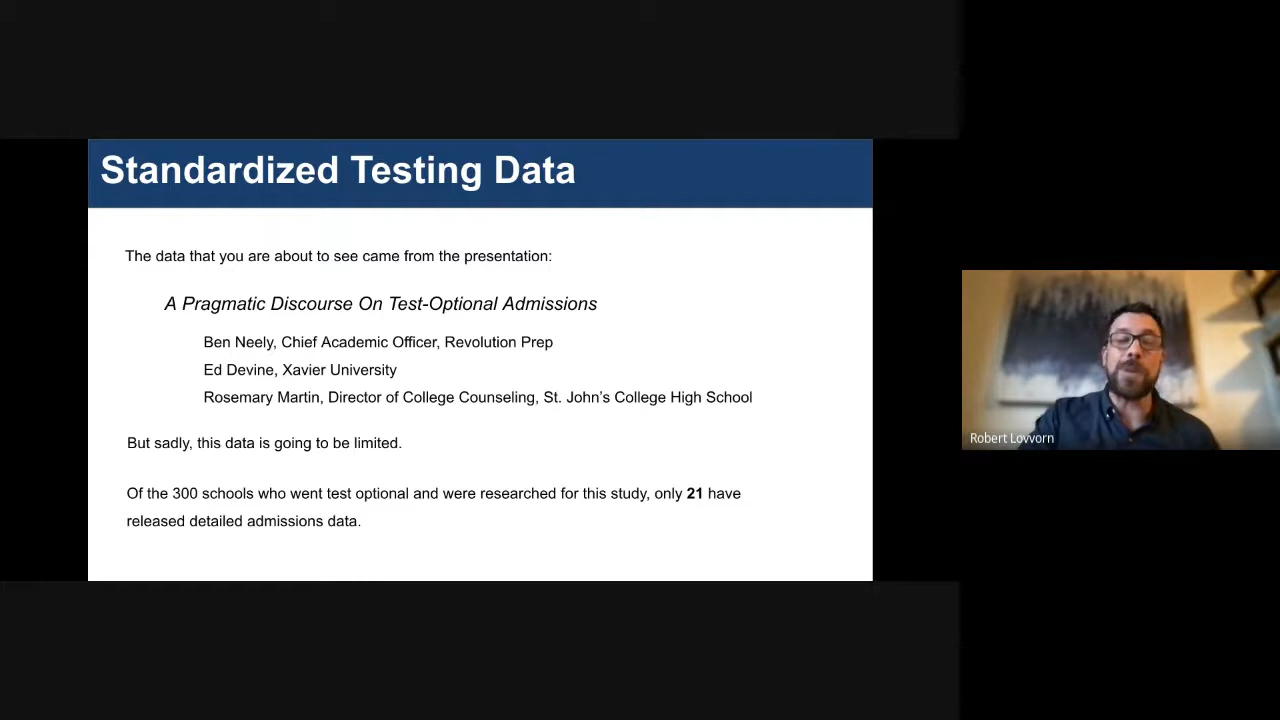 Standardized Testing Data
The data that you are about to see came from the presentation:
A Pragmatic Discourse On Test-Optional Admissions
Ben Neely, Chief Academic Officer, Revolution Prep
Ed Devine, Xavier University
Rosemary Martin, Director of College Counseling, St. John’s College High School
But sadly, this data is going to be limited.
Of the 300 schools who went test optional and were researched for this study, only 21 have
released detailed admissions data.
Robert Lovvorn